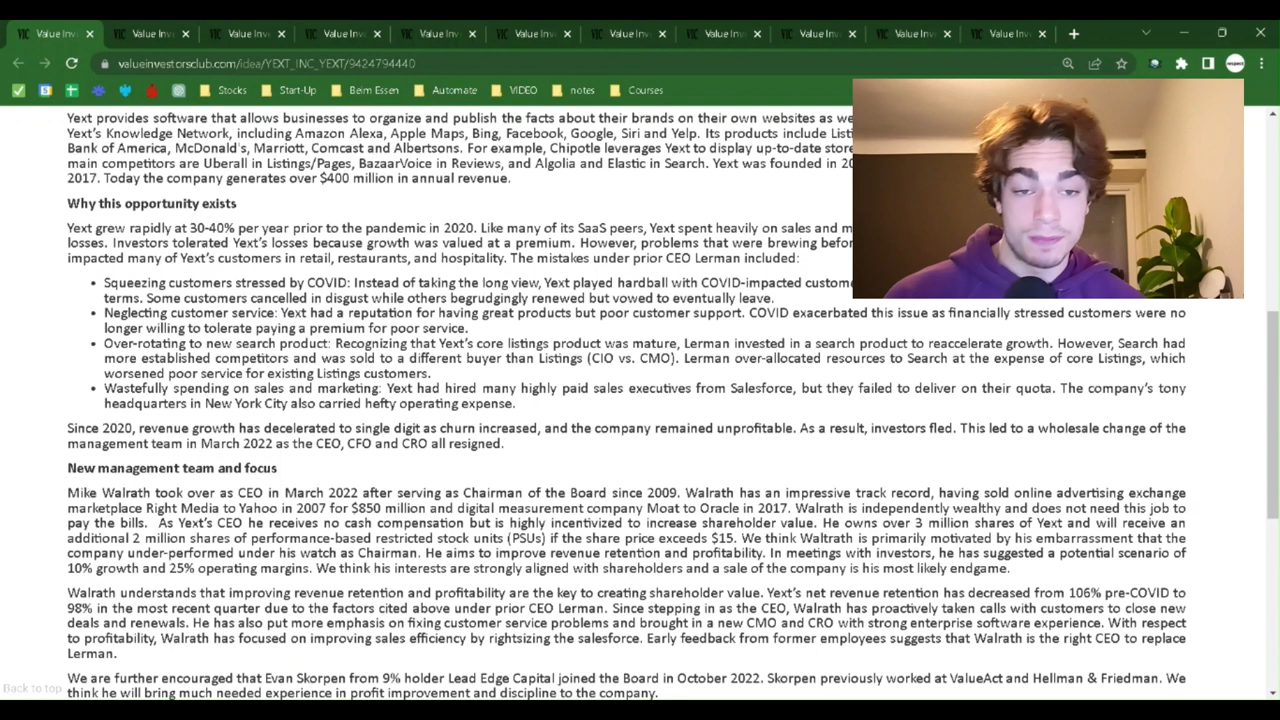 Value Inv Value Inv Value Inv Value Inv Value Inv Value Inv Value Inv Value Inv Value Inv Value Inv Value Inv
valueinvestorsclub.com/idea/YEXT_INC_YEXT/9424794440
Stocks Start-Up Beim Essen Automate VIDEO notes Courses
Yext provides software that allows businesses to organize and publish the facts about their brands on their own websites as we
Yext's Knowledge Network, including Amazon Alexa, Apple Maps, Bing, Facebook, Google, Siri and Yelp. Its products include List
Bank of America, McDonald's, Marriott, Comcast and Albertsons. For example, Chipotle leverages Yext to display up-to-date store
main competitors are Uberall in Listings/Pages, BazaarVoice in Reviews, and Algolia and Elastic in Search. Yext was founded in 20
2017. Today the company generates over $400 million in annual revenue.
Why this opportunity exists
Yext grew rapidly at 30-40% per year prior to the pandemic in 2020. Like many of its SaaS peers, Yext spent heavily on sales and m
losses. Investors tolerated Yext's losses because growth was valued at a premium. However, problems that were brewing befor
impacted many of Yext's customers in retail, restaurants, and hospitality. The mistakes under prior CEO Lerman included:
• Squeezing customers stressed by COVID: Instead of taking the long view, Yext played hardball with COVID-impacted custome
terms. Some customers cancelled in disgust while others begrudgingly renewed but vowed to eventually leave.
• Neglecting customer service: Yext had a reputation for having great products but poor customer support. COVID exacerbated this issue as financially stressed customers were no
longer willing to tolerate paying a premium for poor service.
• Over-rotating to new search product: Recognizing that Yext's core listings product was mature, Lerman invested in a search product to reaccelerate growth. However, Search had
more established competitors and was sold to a different buyer than Listings (CIO vs. CMO). Lerman over-allocated resources to Search at the expense of core Listings, which
worsened poor service for existing Listings customers.
• Wastefully spending on sales and marketing: Yext had hired many highly paid sales executives from Salesforce, but they failed to deliver on their quota. The company's tony
headquarters in New York City also carried hefty operating expense.
Since 2020, revenue growth has decelerated to single digit as churn increased, and the company remained unprofitable. As a result, investors fled. This led to a wholesale change of the
management team in March 2022 as the CEO, CFO and CRO all resigned.
New management team and focus
Mike Walrath took over as CEO in March 2022 after serving as Chairman of the Board since 2009. Walrath has an impressive track record, having sold online advertising exchange
marketplace Right Media to Yahoo in 2007 for $850 million and digital measurement company Moat to Oracle in 2017. Walrath is independently wealthy and does not need this job to
pay the bills. As Yext's CEO he receives no cash compensation but is highly incentivized to increase shareholder value. He owns over 3 million shares of Yext and will receive an
additional 2 million shares of performance-based restricted stock units (PSUs) if the share price exceeds $15. We think Waltrath is primarily motivated by his embarrassment that the
company under-performed under his watch as Chairman. He aims to improve revenue retention and profitability. In meetings with investors, he has suggested a potential scenario of
10% growth and 25% operating margins. We think his interests are strongly aligned with shareholders and a sale of the company is his most likely endgame.
Walrath understands that improving revenue retention and profitability are the key to creating shareholder value. Yext's net revenue retention has decreased from 106% pre-COVID to
98% in the most recent quarter due to the factors cited above under prior CEO Lerman. Since stepping in as the CEO, Walrath has proactively taken calls with customers to close new
deals and renewals. He has also put more emphasis on fixing customer service problems and brought in a new CMO and CRO with strong enterprise software experience. With respect
to profitability, Walrath has focused on improving sales efficiency by rightsizing the salesforce. Early feedback from former employees suggests that Walrath is the right CEO to replace
Lerman.
We are further encouraged that Evan Skorpen from 9% holder Lead Edge Capital joined the Board in October 2022. Skorpen previously worked at ValueAct and Hellman & Friedman. We
Back to top
think he will bring much needed experience in profit improvement and discipline to the company.